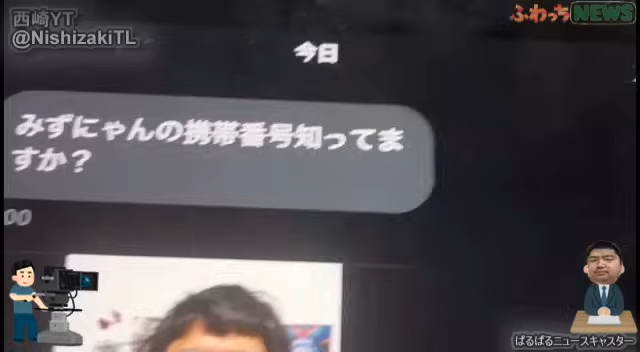 西崎YT
@NishizakiTL
ふわっちNEWS
今日
みずにゃんの携帯番号知ってま
すか？
00
ぱるぱるニュースキャスター